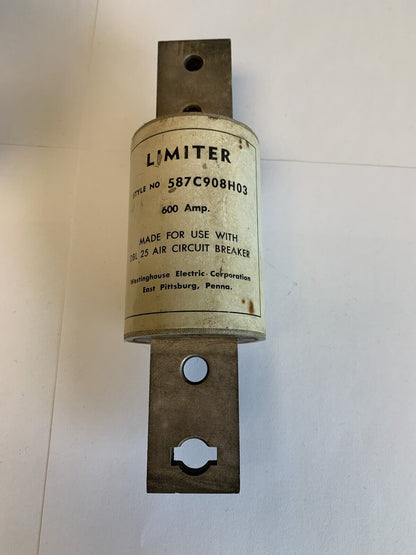 LIMITER
STYLE NO 587C908H03
600 Amp.
MADE FOR USE WITH
DBL 25 AIR CIRCUIT BREAKER
Westinghouse Electric Corporation
East Pittsburg, Penna.